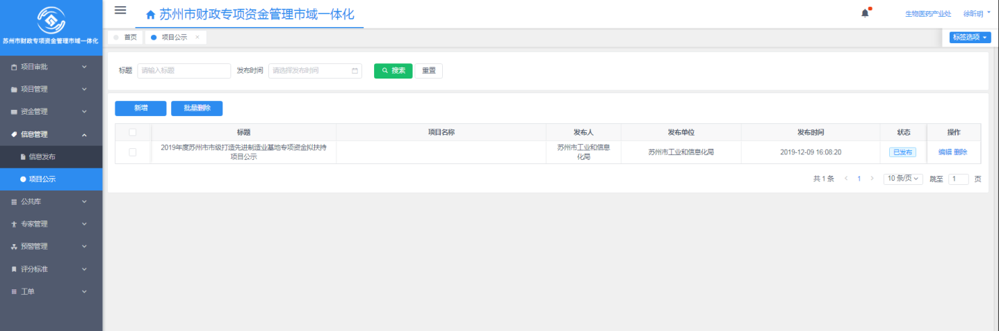 苏州市财政专项资金管理市域一体化
生物医药产业处 徐昕玥
苏州市财政专项资金管理市域一体化
首页 项目公示 ×
标签选项
项目审批
项目管理
资金管理
信息管理
信息发布
项目公示
公共库
专家管理
预警管理
评分标准
工单
标题 请输入标题 发布时间 请选择发布时间 搜索 重置
新增 批量删除
标题 项目名称 发布人 发布单位 发布时间 状态 操作
2019年度苏州市市级打造先进制造业基地专项资金拟扶持
项目公示
苏州市工业和信息
化局
苏州市工业和信息化局 2019-12-09 16:08:20 已发布 编辑 删除
共 1 条 < 1 > 10 条/页 跳至 1 页